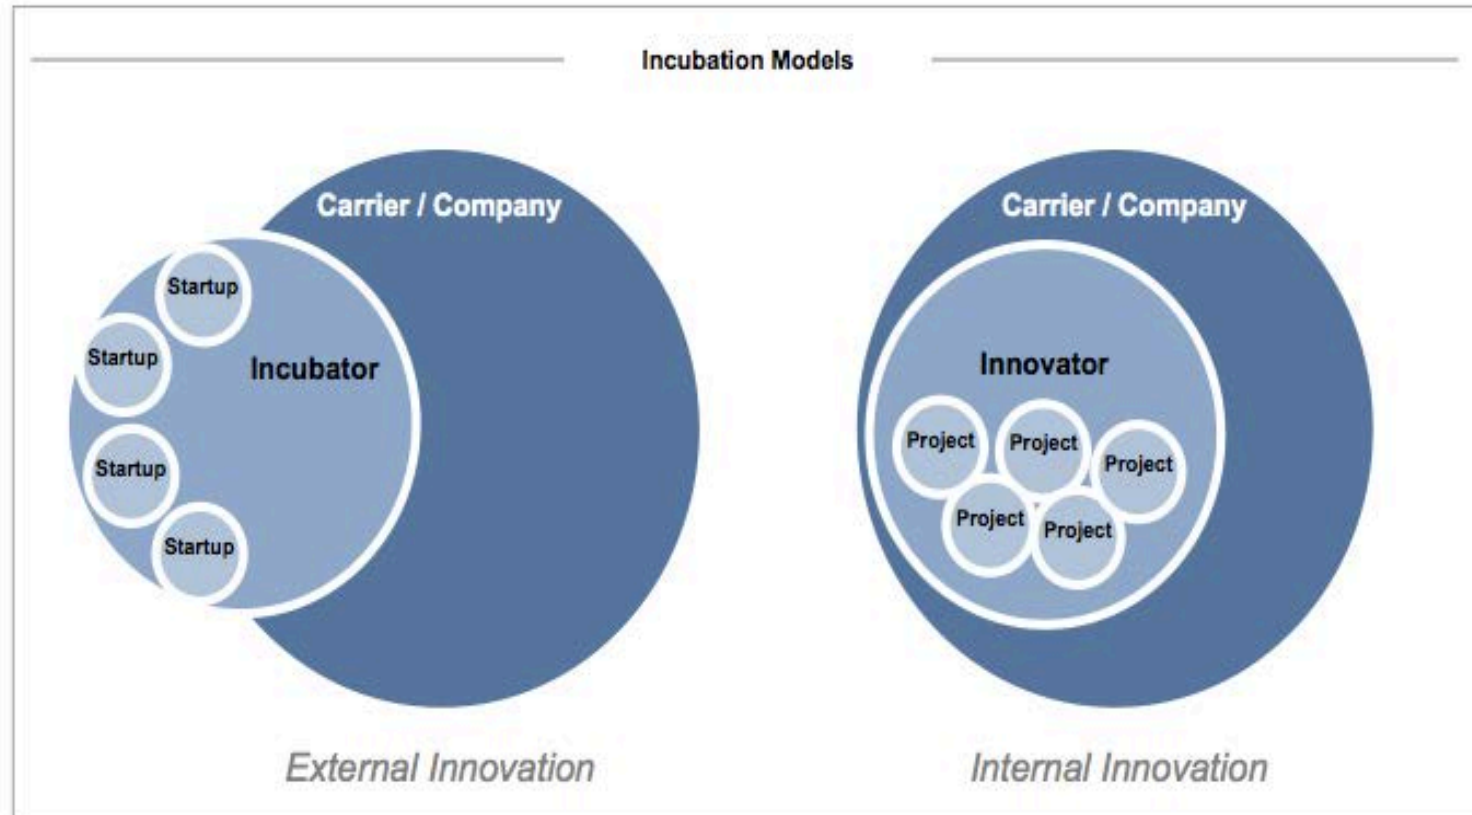 Incubation Models
Carrier / Company
Startup
Startup
Incubator
Startup
Startup
External Innovation
Carrier / Company
Innovator
Project
Project
Project
Project
Project
Internal Innovation